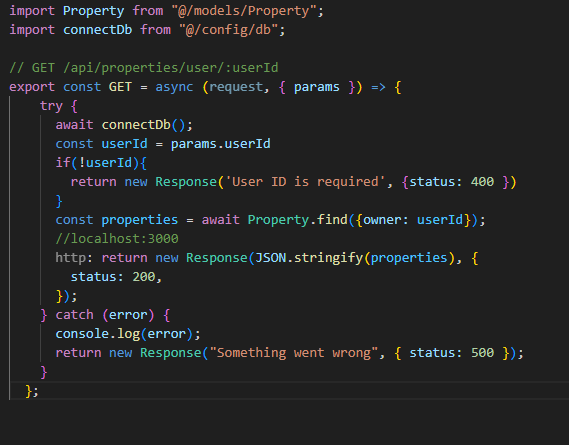 import Property from "@/models/Property";
import connectDb from "@/config/db";
// GET /api/properties/user/:userId
export const GET = async (request, { params }) => {
try {
await connectDb();
const userId = params.userId
if(!userId){
return new Response('User ID is required', {status: 400 })
}
const properties = await Property.find({owner: userId});
//localhost:3000
http: return new Response(JSON.stringify(properties), {
status: 200,
});
} catch (error) {
console.log(error);
return new Response("Something went wrong", { status: 500 });
}
};